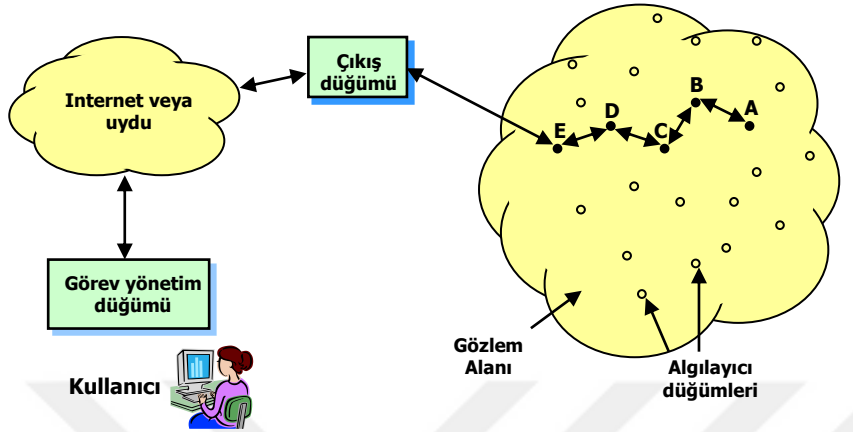 Internet veya
uydu
Çıkış
düğümü
B
A
D
E
C
Görev yönetim
düğümü
Kullanıcı
Gözlem
Alanı
Algılayıcı
düğümleri